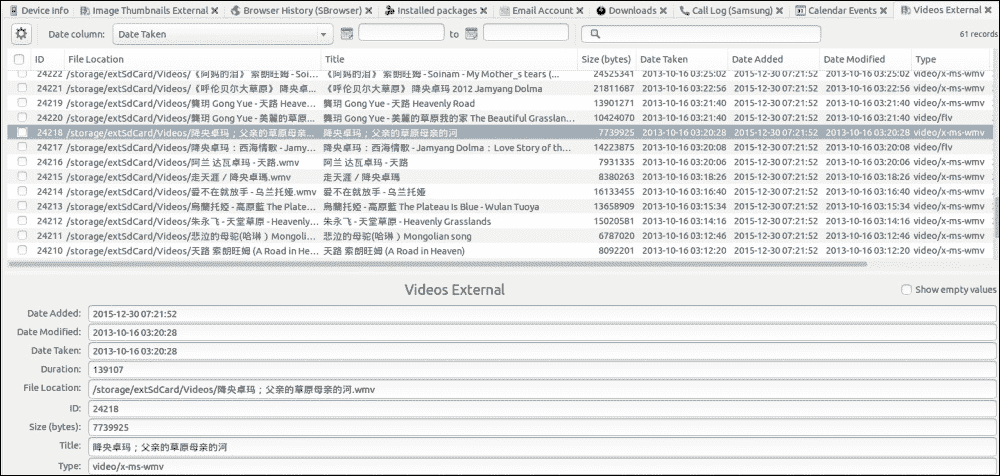 Device info Image Thumbnails External Browser History (SBrowser) Installed packages Email Account Downloads Call Log (Samsung) Calendar Events Videos External
Date column: Date Taken to 61 records
ID File Location Title Size (bytes) Date Taken Date Added Date Modified Type
24222 /storage/extSdCard/Videos/《阿妈的泪》 索朗旺姆 - Soi... 《阿妈的泪》 索朗旺姆 - Soinam - My Mother_s tears (... 24525341 2013-10-16 03:25:02 2015-12-30 07:21:52 2013-10-16 03:25:02 video/x-ms-wmv
24221 /storage/extSdCard/Videos/《呼伦贝尔大草原》 降央卓... 《呼伦贝尔大草原》 降央卓玛 2012 Jamyang Dolma 21811687 2013-10-16 03:22:56 2015-12-30 07:21:52 2013-10-16 03:22:56 video/x-ms-wmv
24219 /storage/extSdCard/Videos/龔玥 Gong Yue - 天路 Heave... 龔玥 Gong Yue - 天路 Heavenly Road 13901271 2013-10-16 03:21:40 2015-12-30 07:21:52 2013-10-16 03:21:40 video/x-ms-wmv
24220 /storage/extSdCard/Videos/龔玥 Gong Yue - 美麗的草原... 龔玥 Gong Yue - 美麗的草原我的家 The Beautiful Grasslan... 10424070 2013-10-16 03:21:40 2015-12-30 07:21:52 2013-10-16 03:21:40 video/flv
24218 /storage/extSdCard/Videos/降央卓玛；父亲的草原母亲... 降央卓玛；父亲的草原母亲的河 7739925 2013-10-16 03:20:28 2015-12-30 07:21:52 2013-10-16 03:20:28 video/x-ms-wmv
24217 /storage/extSdCard/Videos/降央卓瑪：西海情歌 - Jamy... 降央卓瑪：西海情歌 - Jamyang Dolma：Love Story of th... 14223875 2013-10-16 03:20:08 2015-12-30 07:21:52 2013-10-16 03:20:08 video/flv
24216 /storage/extSdCard/Videos/阿兰 达瓦卓玛 - 天路.wmv 阿兰 达瓦卓玛 - 天路 7931335 2013-10-16 03:20:06 2015-12-30 07:21:52 2013-10-16 03:20:06 video/x-ms-wmv
24215 /storage/extSdCard/Videos/走天涯 / 降央卓瑪.wmv 走天涯 / 降央卓瑪 8380263 2013-10-16 03:18:26 2015-12-30 07:21:52 2013-10-16 03:18:26 video/x-ms-wmv
24214 /storage/extSdCard/Videos/爱不在就放手 - 乌兰托娅.wmv 爱不在就放手 - 乌兰托娅 16133455 2013-10-16 03:16:40 2015-12-30 07:21:52 2013-10-16 03:16:40 video/x-ms-wmv
24213 /storage/extSdCard/Videos/烏蘭托婭 - 高原藍 The Plate... 烏蘭托婭 - 高原藍 The Plateau Is Blue - Wulan Tuoya 13658909 2013-10-16 03:15:34 2015-12-30 07:21:52 2013-10-16 03:15:34 video/x-ms-wmv
24212 /storage/extSdCard/Videos/朱永飞 - 天堂草原 - Heavenly... 朱永飞 - 天堂草原 - Heavenly Grasslands 15020581 2013-10-16 03:14:16 2015-12-30 07:21:52 2013-10-16 03:14:16 video/x-ms-wmv
24211 /storage/extSdCard/Videos/悲泣的母驼(哈琳 ) Mongoli... 悲泣的母驼(哈琳 ) Mongolian song 6787020 2013-10-16 03:12:46 2015-12-30 07:21:52 2013-10-16 03:12:46 video/x-ms-wmv
24210 /storage/extSdCard/Videos/天路 索朗旺姆 (A Road in He... 天路 索朗旺姆 (A Road in Heaven) 8092201 2013-10-16 03:12:20 2015-12-30 07:21:52 2013-10-16 03:12:20 video/x-ms-wmv
Videos External Show empty values
Date Added: 2015-12-30 07:21:52
Date Modified: 2013-10-16 03:20:28
Date Taken: 2013-10-16 03:20:28
Duration: 139107
File Location: /storage/extSdCard/Videos/降央卓玛；父亲的草原母亲的河.wmv
ID: 24218
Size (bytes): 7739925
Title: 降央卓玛；父亲的草原母亲的河
Type: video/x-ms-wmv